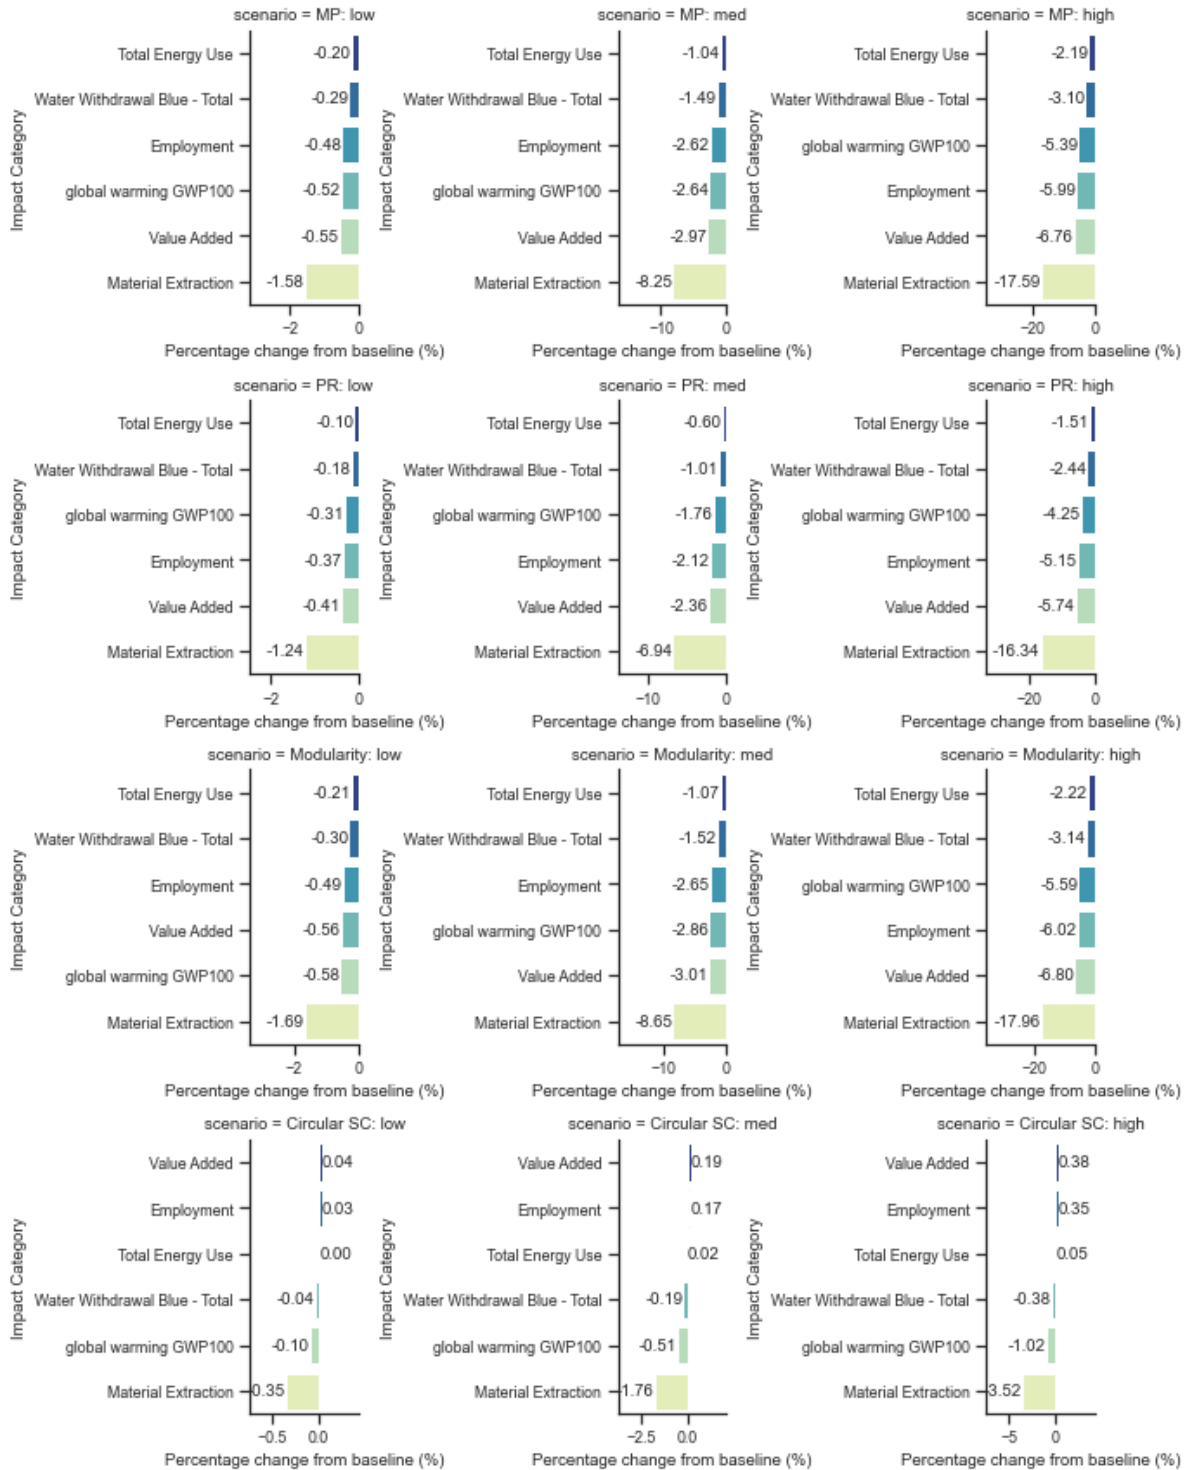 scenario = MP: low
Total Energy Use
-0.20
Water Withdrawal Blue - Total
-0.29
Employment
-0.48
global warming GWP100
-0.52
Value Added
-0.55
Material Extraction
-1.58
Impact Category
−2
0
Percentage change from baseline (%)
scenario = MP: med
Total Energy Use
-1.04
Water Withdrawal Blue - Total
-1.49
Employment
-2.62
global warming GWP100
-2.64
Value Added
-2.97
Material Extraction
-8.25
Impact Category
−10
0
Percentage change from baseline (%)
scenario = MP: high
Total Energy Use
-2.19
Water Withdrawal Blue - Total
-3.10
global warming GWP100
-5.39
Employment
-5.99
Value Added
-6.76
Material Extraction
-17.59
Impact Category
−20
0
Percentage change from baseline (%)
scenario = PR: low
Total Energy Use
-0.10
Water Withdrawal Blue - Total
-0.18
global warming GWP100
-0.31
Employment
-0.37
Value Added
-0.41
Material Extraction
-1.24
Impact Category
−2
0
Percentage change from baseline (%)
scenario = PR: med
Total Energy Use
-0.60
Water Withdrawal Blue - Total
-1.01
global warming GWP100
-1.76
Employment
-2.12
Value Added
-2.36
Material Extraction
-6.94
Impact Category
−10
0
Percentage change from baseline (%)
scenario = PR: high
Total Energy Use
-1.51
Water Withdrawal Blue - Total
-2.44
global warming GWP100
-4.25
Employment
-5.15
Value Added
-5.74
Material Extraction
-16.34
Impact Category
−20
0
Percentage change from baseline (%)
scenario = Modularity: low
Total Energy Use
-0.21
Water Withdrawal Blue - Total
-0.30
Employment
-0.49
Value Added
-0.56
global warming GWP100
-0.58
Material Extraction
-1.69
Impact Category
−2
0
Percentage change from baseline (%)
scenario = Modularity: med
Total Energy Use
-1.07
Water Withdrawal Blue - Total
-1.52
Employment
-2.65
global warming GWP100
-2.86
Value Added
-3.01
Material Extraction
-8.65
Impact Category
−10
0
Percentage change from baseline (%)
scenario = Modularity: high
Total Energy Use
-2.22
Water Withdrawal Blue - Total
-3.14
global warming GWP100
-5.59
Employment
-6.02
Value Added
-6.80
Material Extraction
-17.96
Impact Category
−20
0
Percentage change from baseline (%)
scenario = Circular SC: low
Value Added
0.04
Employment
0.03
Total Energy Use
0.00
Water Withdrawal Blue - Total
-0.04
global warming GWP100
-0.10
Material Extraction
0.35
Impact Category
−0.5
0.0
Percentage change from baseline (%)
scenario = Circular SC: med
Value Added
0.19
Employment
0.17
Total Energy Use
0.02
Water Withdrawal Blue - Total
-0.19
global warming GWP100
-0.51
Material Extraction
1.76
Impact Category
−2.5
0.0
Percentage change from baseline (%)
scenario = Circular SC: high
Value Added
0.38
Employment
0.35
Total Energy Use
0.05
Water Withdrawal Blue - Total
-0.38
global warming GWP100
-1.02
Material Extraction
3.52
Impact Category
−5
0
Percentage change from baseline (%)